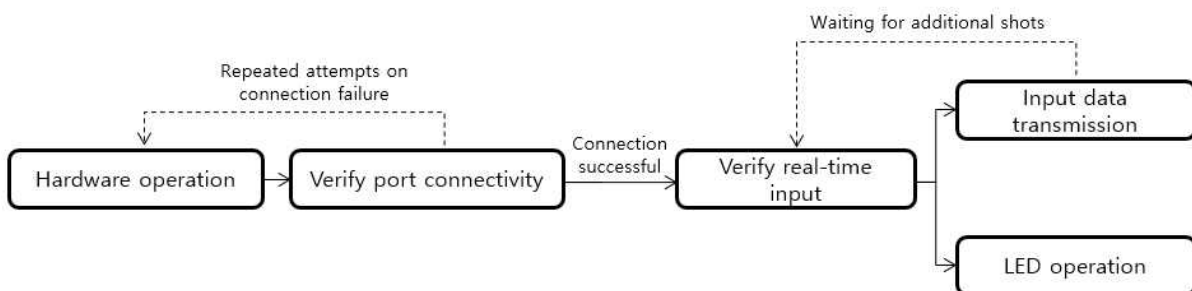 Waiting for additional shots
Repeated attempts on
connection failure
Input data
transmission
Connection
successful
Hardware operation
Verify port connectivity
Verify real-time
input
LED operation